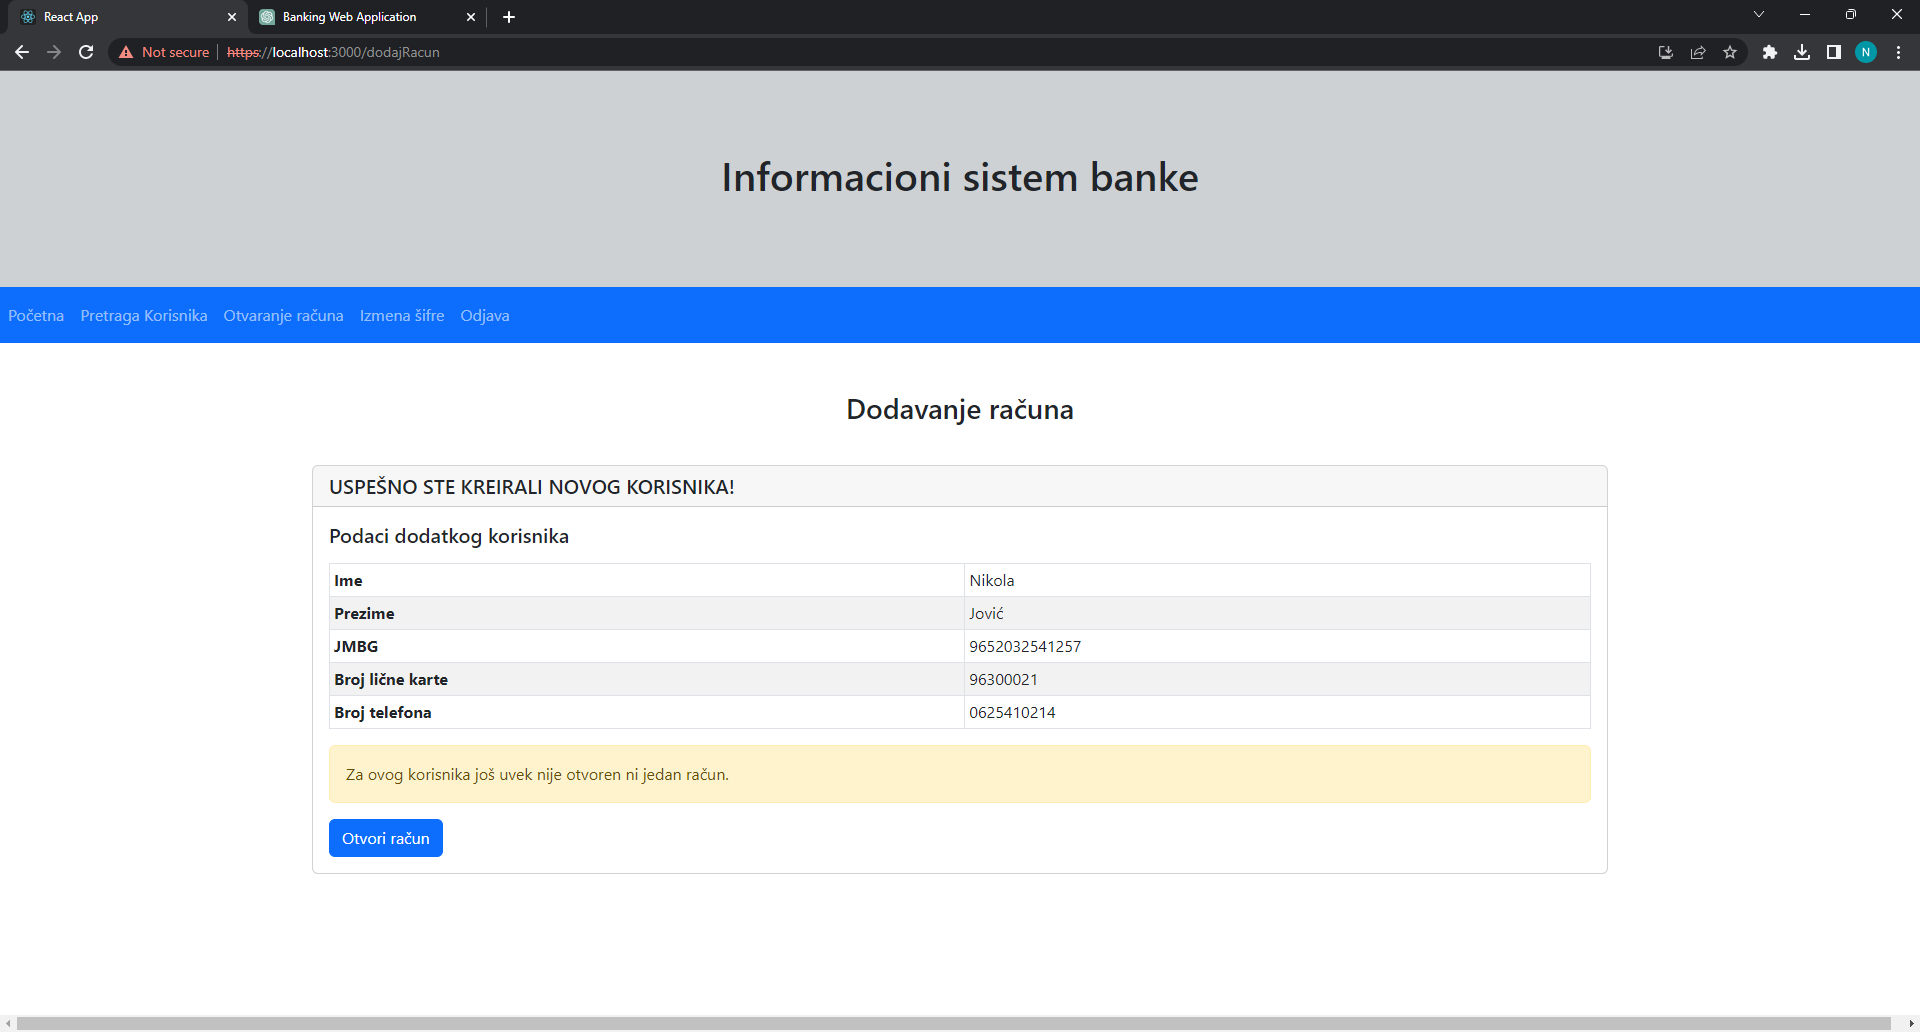 React App
Banking Web Application
Not secure
https://localhost:3000/dodajRacun
N
Informacioni sistem banke
Početna Pretraga Korisnika Otvaranje računa Izmena šifre Odjava
Dodavanje računa
USPEŠNO STE KREIRALI NOVOG KORISNIKA!
Podaci dodatkog korisnika
Ime Nikola
Prezime Jović
JMBG 9652032541257
Broj lične karte 96300021
Broj telefona 0625410214
Za ovog korisnika još uvek nije otvoren ni jedan račun.
Otvori račun